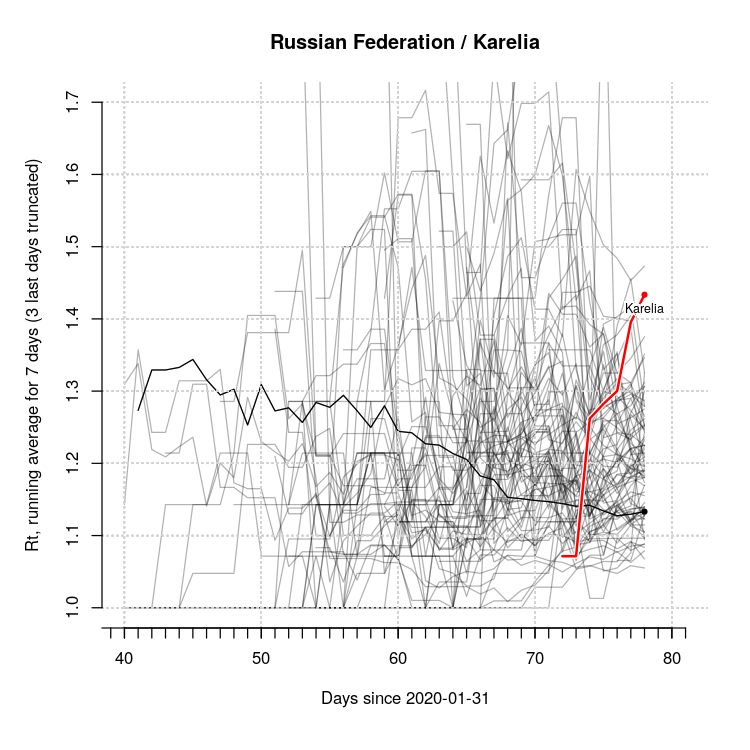 Russian Federation / Karelia
Rt, running average for 7 days (3 last days truncated)
1.7
1.6
1.5
1.4
1.3
1.2
1.1
1.0
Karelia
40 50 60 70 80
Days since 2020-01-31